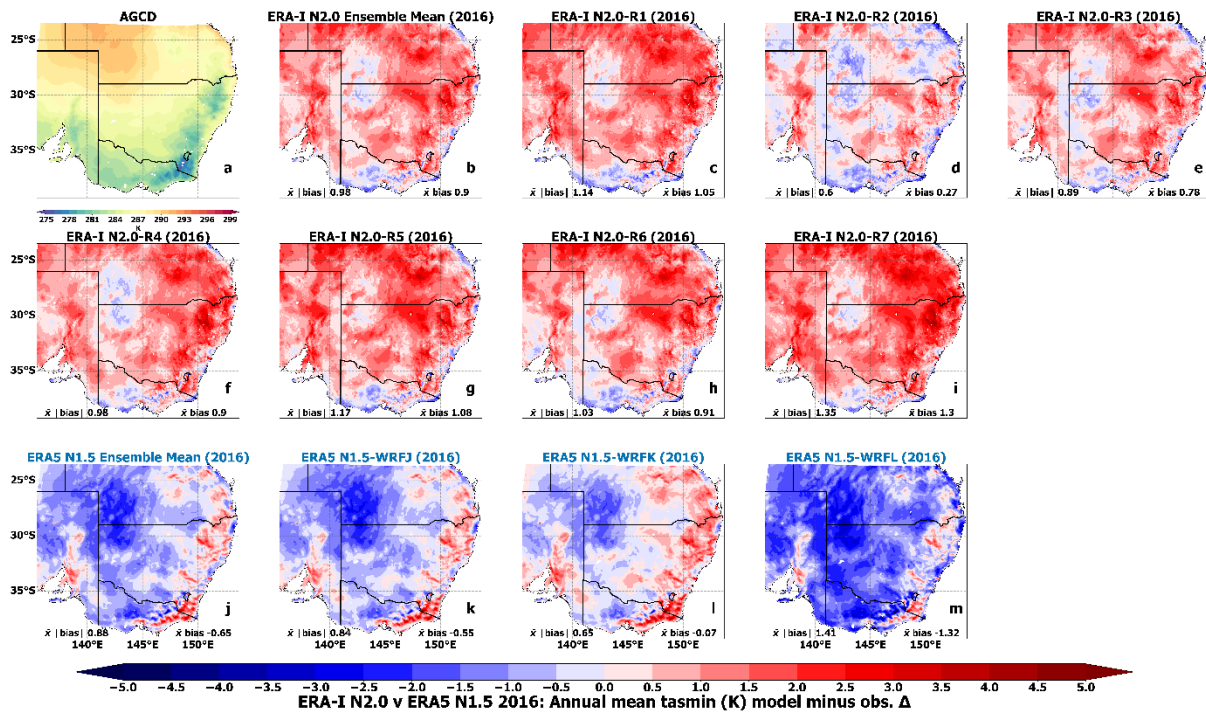 AGCD
ERA-I N2.0 Ensemble Mean (2016)
ERA-I N2.0-R1 (2016)
ERA-I N2.0-R2 (2016)
ERA-I N2.0-R3 (2016)
25°S
30°S
35°S
a
b
c
d
e
x̄ |bias| 0.98 x̄ bias 0.9
x̄ |bias| 1.14 x̄ bias 1.05
x̄ |bias| 0.6 x̄ bias 0.27
x̄ |bias| 0.89 x̄ bias 0.78
275 278 281 284 287 290 293 296 299
K
ERA-I N2.0-R4 (2016)
ERA-I N2.0-R5 (2016)
ERA-I N2.0-R6 (2016)
ERA-I N2.0-R7 (2016)
25°S
30°S
35°S
f
g
h
i
x̄ |bias| 0.98 x̄ bias 0.9
x̄ |bias| 1.17 x̄ bias 1.08
x̄ |bias| 1.03 x̄ bias 0.91
x̄ |bias| 1.35 x̄ bias 1.3
ERA5 N1.5 Ensemble Mean (2016)
ERA5 N1.5-WRFJ (2016)
ERA5 N1.5-WRFK (2016)
ERA5 N1.5-WRFL (2016)
25°S
30°S
35°S
j
k
l
m
x̄ |bias| 0.88 x̄ bias -0.65
x̄ |bias| 0.84 x̄ bias -0.55
x̄ |bias| 0.65 x̄ bias -0.07
x̄ |bias| 1.41 x̄ bias -1.32
140°E 145°E 150°E
140°E 145°E 150°E
140°E 145°E 150°E
140°E 145°E 150°E
−5.0 −4.5 −4.0 −3.5 −3.0 −2.5 −2.0 −1.5 −1.0 −0.5 0.0 0.5 1.0 1.5 2.0 2.5 3.0 3.5 4.0 4.5 5.0
ERA-I N2.0 v ERA5 N1.5 2016: Annual mean tasmin (K) model minus obs. Δ